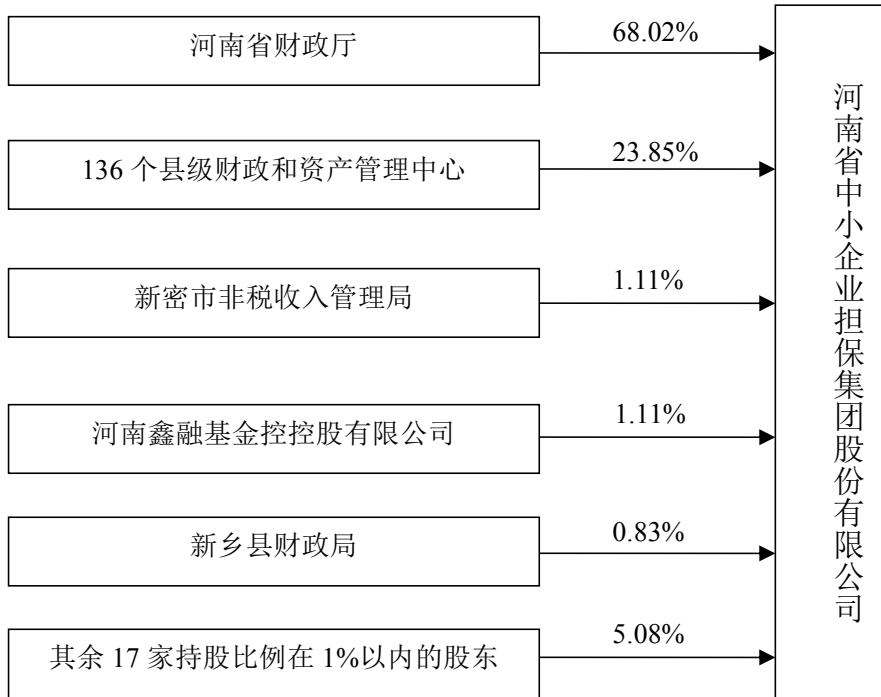 河南省财政厅
68.02%
136 个县级财政和资产管理中心
23.85%
新密市非税收入管理局
1.11%
河南鑫融基金控控股有限公司
1.11%
新乡县财政局
0.83%
其余 17 家持股比例在 1%以内的股东
5.08%
河南省中小企业担保集团股份有限公司